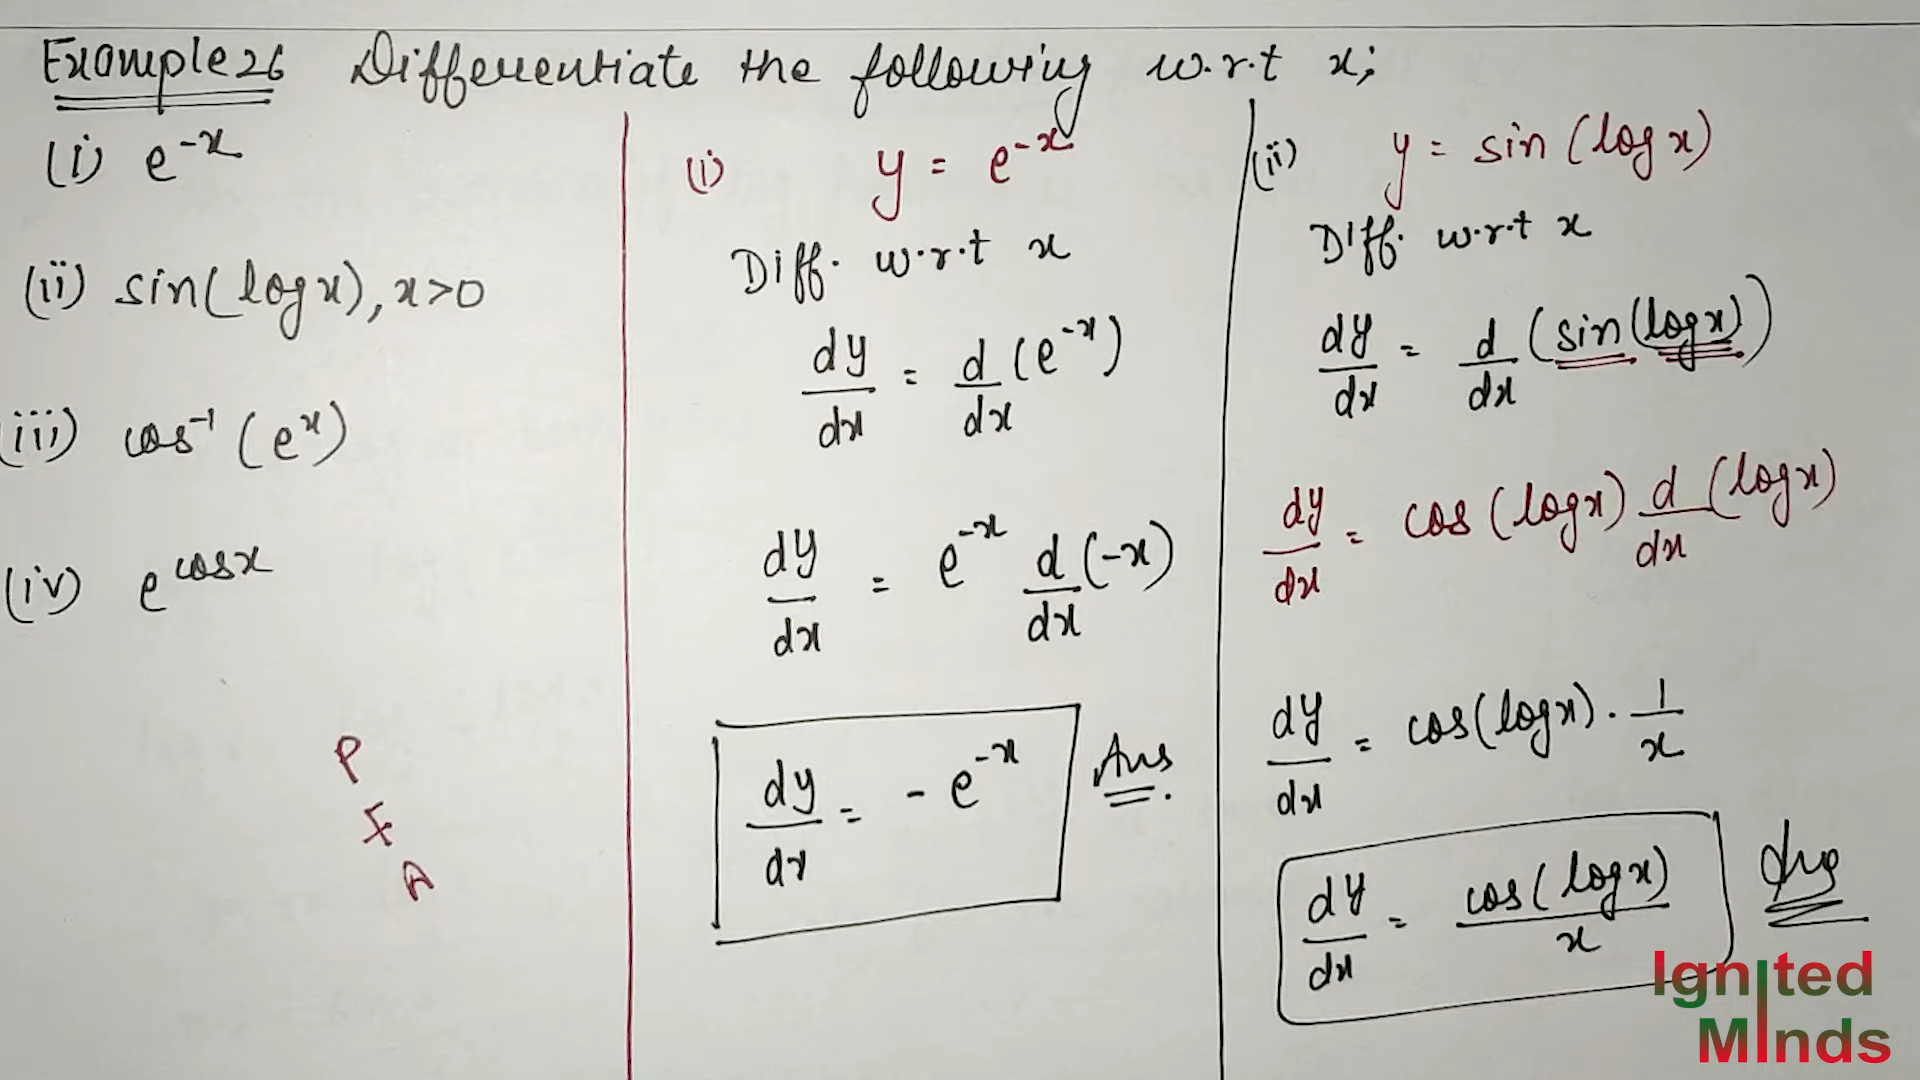 Example 26 Differentiate the following w.r.t x;
(i) e^-x
(ii) sin(log x), x>0
(iii) cos^-1 (e^x)
(iv) e^cosx
P
I
A
(i) y = e^-x
Diff. w.r.t x
dy/dx = d/dx (e^-x)
dy/dx = e^-x d/dx (-x)
dy/dx = - e^-x Ans.
(ii) y = sin (log x)
Diff. w.r.t x
dy/dx = d/dx (sin(log x))
dy/dx = cos (log x) d/dx (log x)
dy/dx = cos(log x) · 1/x
dy/dx = cos(log x)/x Ans
Ignited
Minds